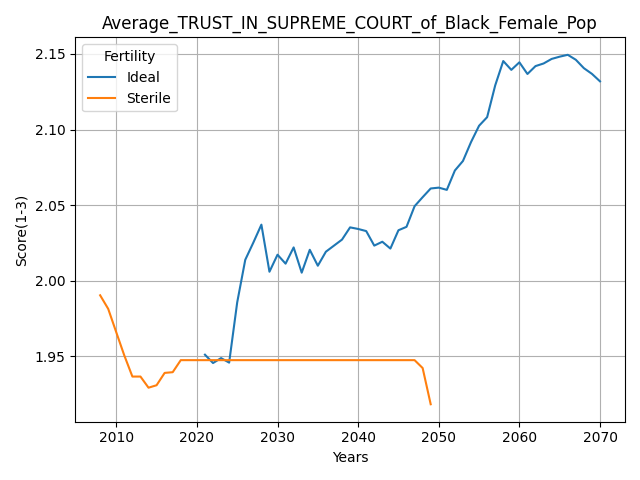 Average_TRUST_IN_SUPREME_COURT_of_Black_Female_Pop
Fertility
Ideal
Sterile
Score(1-3)
2.15
2.10
2.05
2.00
1.95
2010 2020 2030 2040 2050 2060 2070
Years